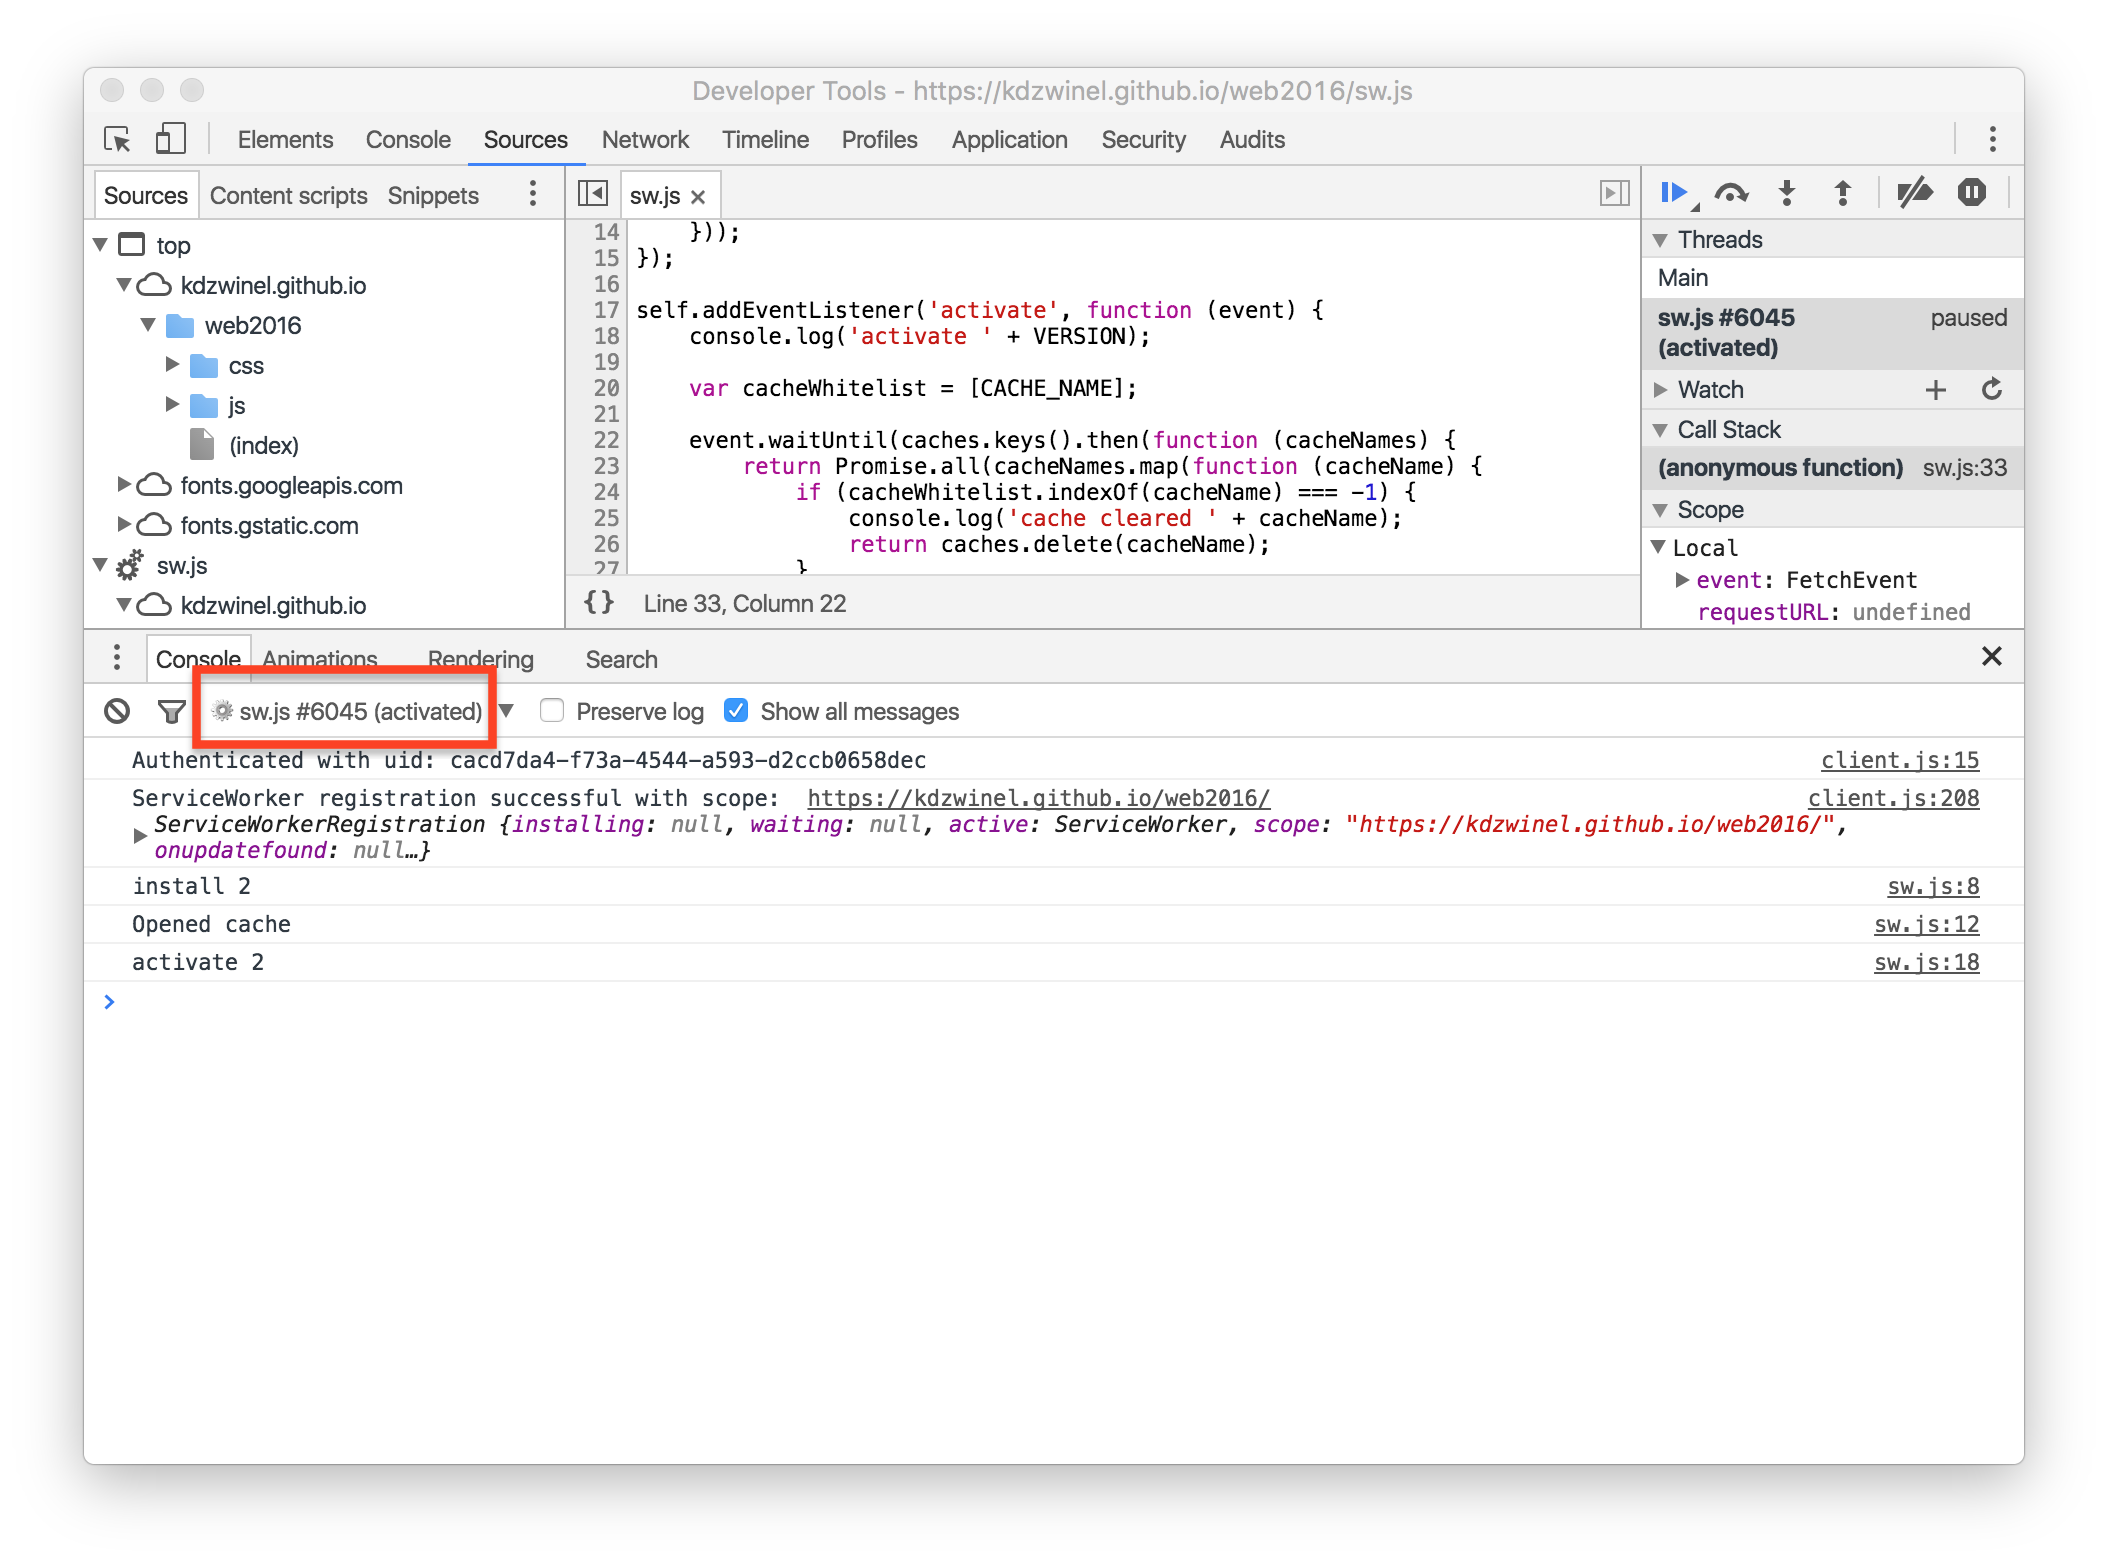 Developer Tools - https://kdzwinel.github.io/web2016/sw.js
Elements Console Sources Network Timeline Profiles Application Security Audits
Sources Content scripts Snippets
top
kdzwinel.github.io
web2016
css
js
(index)
fonts.googleapis.com
fonts.gstatic.com
sw.js
kdzwinel.github.io
sw.js
14 }));
15 });
16
17 self.addEventListener('activate', function (event) {
18 console.log('activate ' + VERSION);
19
20 var cacheWhitelist = [CACHE_NAME];
21
22 event.waitUntil(caches.keys().then(function (cacheNames) {
23 return Promise.all(cacheNames.map(function (cacheName) {
24 if (cacheWhitelist.indexOf(cacheName) === -1) {
25 console.log('cache cleared ' + cacheName);
26 return caches.delete(cacheName);
27 }
{} Line 33, Column 22
Threads
Main
sw.js #6045 paused
(activated)
Watch
Call Stack
(anonymous function) sw.js:33
Scope
Local
event: FetchEvent
requestURL: undefined
Console Animations Rendering Search
sw.js #6045 (activated) Preserve log Show all messages
Authenticated with uid: cacd7da4-f73a-4544-a593-d2ccb0658dec client.js:15
ServiceWorker registration successful with scope: https://kdzwinel.github.io/web2016/ client.js:208
ServiceWorkerRegistration {installing: null, waiting: null, active: ServiceWorker, scope: "https://kdzwinel.github.io/web2016/",
onupdatefound: null…}
install 2 sw.js:8
Opened cache sw.js:12
activate 2 sw.js:18